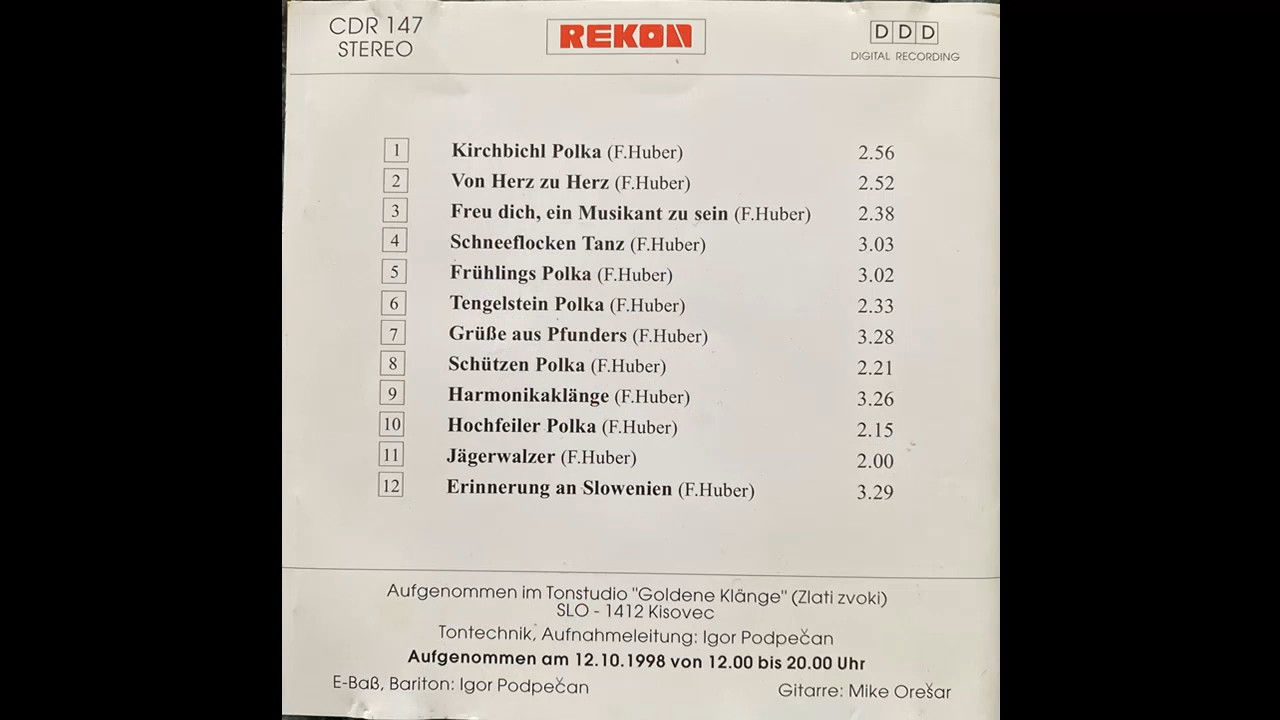 CDR 147
STEREO
REKON
DDD
DIGITAL RECORDING
1 Kirchbichl Polka (F.Huber) 2.56
2 Von Herz zu Herz (F.Huber) 2.52
3 Freu dich, ein Musikant zu sein (F.Huber) 2.38
4 Schneeflocken Tanz (F.Huber) 3.03
5 Frühlings Polka (F.Huber) 3.02
6 Tengelstein Polka (F.Huber) 2.33
7 Grüße aus Pfunders (F.Huber) 3.28
8 Schützen Polka (F.Huber) 2.21
9 Harmonikaklänge (F.Huber) 3.26
10 Hochfeiler Polka (F.Huber) 2.15
11 Jägerwalzer (F.Huber) 2.00
12 Erinnerung an Slowenien (F.Huber) 3.29
Aufgenommen im Tonstudio "Goldene Klänge" (Zlati zvoki)
SLO - 1412 Kisovec
Tontechnik, Aufnahmeleitung: Igor Podpečan
Aufgenommen am 12.10.1998 von 12.00 bis 20.00 Uhr
E-Baß, Bariton: Igor Podpečan Gitarre: Mike Orešar